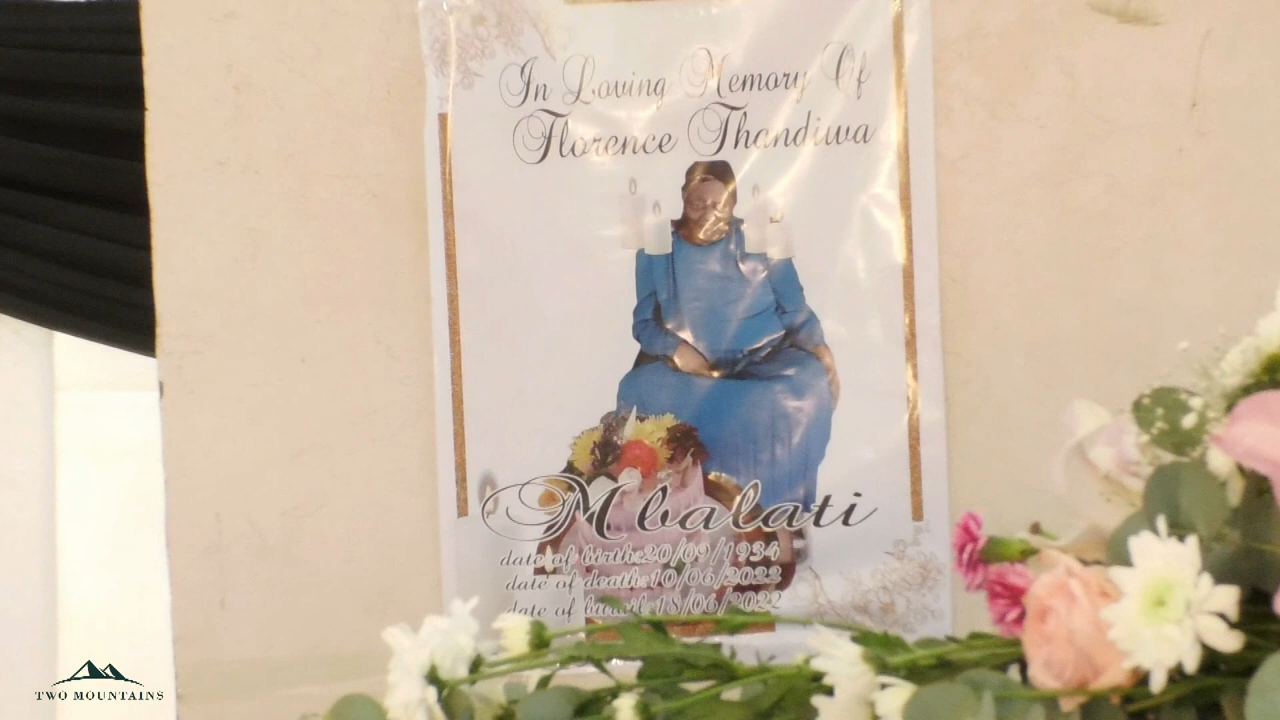 In Loving Memory Of
Florence Thandiwa
Mbalati
date of birth:20/09/1934
date of death:10/06/2022
date of burial:18/06/2022
TWO MOUNTAINS